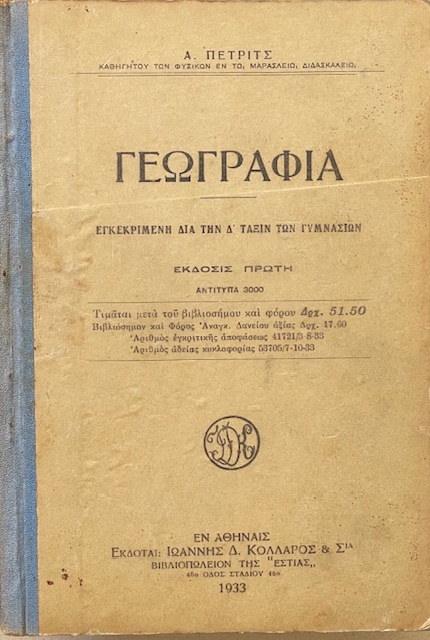 Α. ΠΕΤΡΙΤΣ
ΚΑΘΗΓΗΤΟΥ ΤΩΝ ΦΥΣΙΚΩΝ ΕΝ ΤΩ, ΜΑΡΑΣΛΕΙΩ, ΔΙΔΑΣΚΑΛΕΙΩ,
ΓΕΩΓΡΑΦΙΑ
ΕΓΚΕΚΡΙΜΕΝΗ ΔΙΑ ΤΗΝ Δ΄ ΤΑΞΙΝ ΤΩΝ ΓΥΜΝΑΣΙΩΝ
ΕΚΔΟΣΙΣ ΠΡΩΤΗ
ΑΝΤΙΤΥΠΑ 3000
Τιμᾶται μετὰ τοῦ βιβλιοσήμου καὶ φόρου Δρχ. 51.50
Βιβλιόσημον καὶ Φόρος Ἀναγκ. Δανείου ἀξίας Δρχ. 17.60
Ἀριθμὸς ἐγκριτικῆς ἀποφάσεως 41721/3-8-33
Ἀριθμὸς ἀδείας κυκλοφορίας 53705/7-10-33
ΙΔΚ
ΕΝ ΑΘΗΝΑΙΣ
ΕΚΔΟΤΑΙ: ΙΩΑΝΝΗΣ Δ. ΚΟΛΛΑΡΟΣ & ΣΙΑ
ΒΙΒΛΙΟΠΩΛΕΙΟΝ ΤΗΣ "ΕΣΤΙΑΣ,,
46α ΟΔΟΣ ΣΤΑΔΙΟΥ 46α
1933